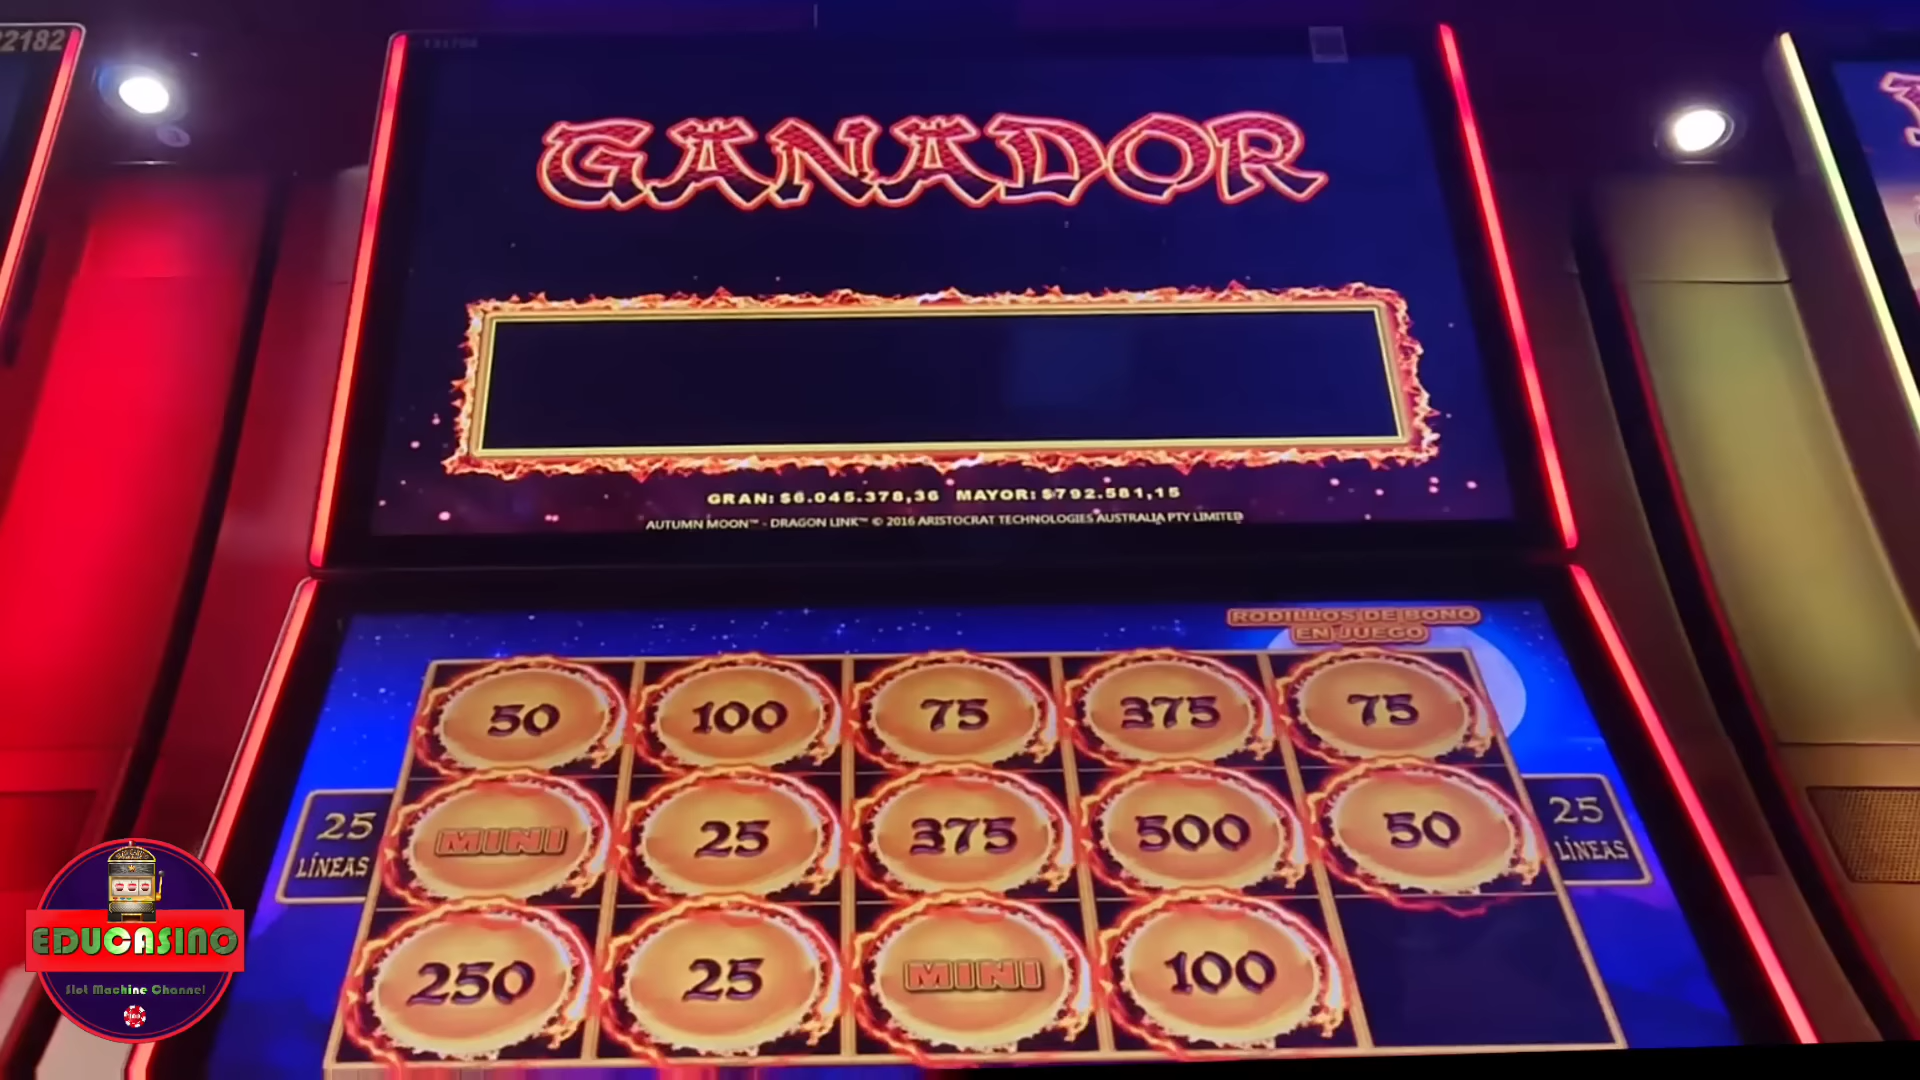 22182
GANADOR
GRAN: $6.045.378,36 MAYOR: $792.581,15
AUTUMN MOON™ - DRAGON LINK™ © 2016 ARISTOCRAT TECHNOLOGIES AUSTRALIA PTY LIMITED
RODILLOS DE BONO
EN JUEGO
50 100 75 375 75
25 LÍNEAS
MINI 25 375 500 50
25 LÍNEAS
250 25 MINI 100
EDUCASINO
Slot Machine Channel